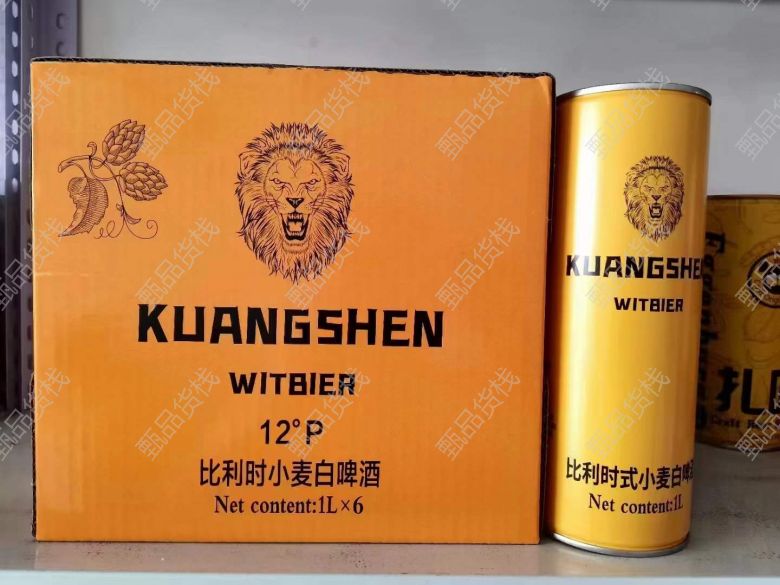 KUANGSHEN
WITBIER
12°P
比利时小麦白啤酒
Net content:1L×6
KUANGSHE
WITBIER
比利时式小麦白啤酒
Net content:1L
扎
甄品货栈